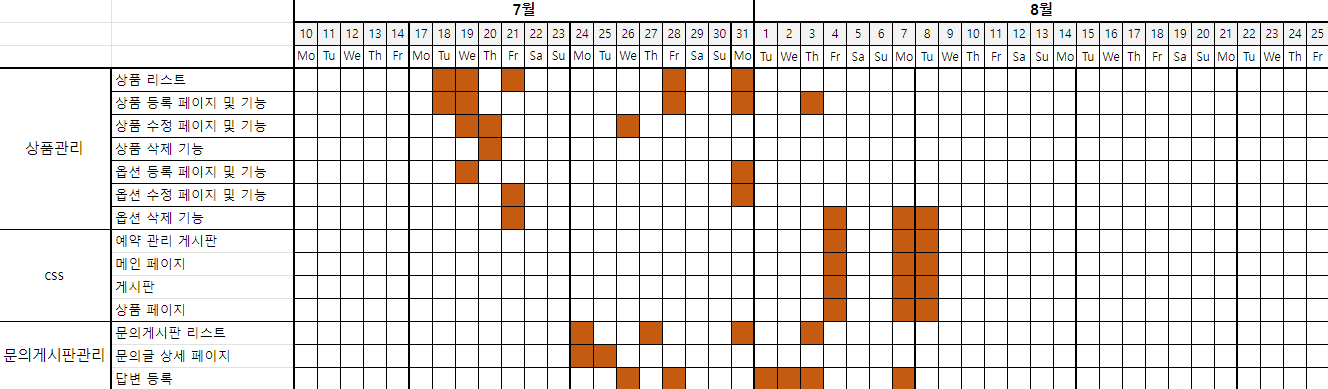 7월 8월
10 11 12 13 14 17 18 19 20 21 22 23 24 25 26 27 28 29 30 31 1 2 3 4 5 6 7 8 9 10 11 12 13 14 15 16 17 18 19 20 21 22 23 24 25
Mo Tu We Th Fr Mo Tu We Th Fr Sa Su Mo Tu We Th Fr Sa Su Mo Tu We Th Fr Sa Su Mo Tu We Th Fr Sa Su Mo Tu We Th Fr Sa Su Mo Tu We Th Fr
상품관리
상품 리스트
상품 등록 페이지 및 기능
상품 수정 페이지 및 기능
상품 삭제 기능
옵션 등록 페이지 및 기능
옵션 수정 페이지 및 기능
옵션 삭제 기능
css
예약 관리 게시판
메인 페이지
게시판
상품 페이지
문의게시판관리
문의게시판 리스트
문의글 상세 페이지
답변 등록